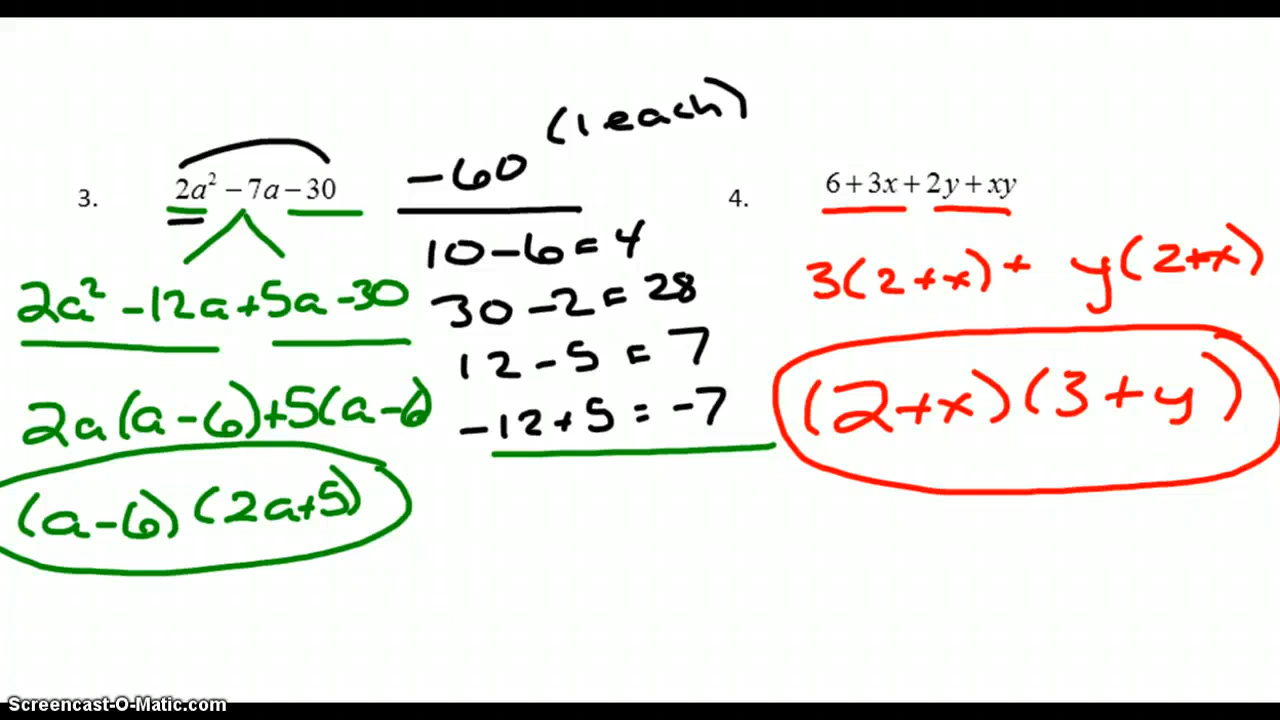 3. 2a² − 7a − 30
2a² − 12a + 5a − 30
2a(a − 6) + 5(a − 6)
(a − 6)(2a + 5)
(1 each)
−60
10 − 6 = 4
30 − 2 = 28
12 − 5 = 7
−12 + 5 = −7
4. 6 + 3x + 2y + xy
3(2 + x) + y(2 + x)
(2 + x)(3 + y)
Screencast-O-Matic.com